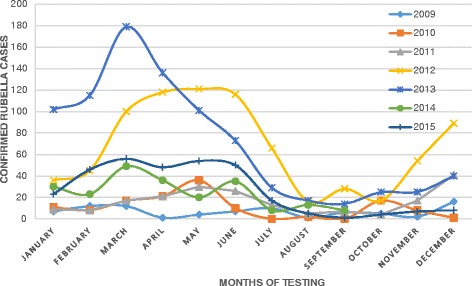 200
180
160
140
120
100
80
60
40
20
0
CONFIRMED RUBELLA CASES
2009
2010
2011
2012
2013
2014
2015
JANUARY
FEBRUARY
MARCH
APRIL
MAY
JUNE
JULY
AUGUST
SEPTEMBER
OCTOBER
NOVEMBER
DECEMBER
MONTHS OF TESTING